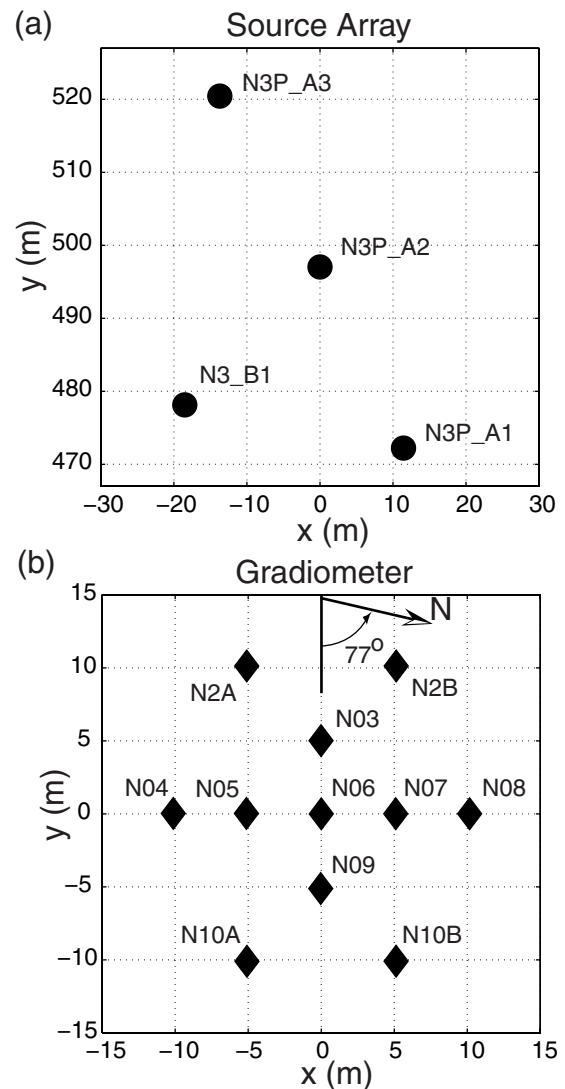 (a)
Source Array
N3P_A3
N3P_A2
N3_B1
N3P_A1
520
510
500
490
480
470
y (m)
−30 −20 −10 0 10 20 30
x (m)
(b)
Gradiometer
N
77o
N2A
N2B
N03
N04 N05 N06 N07 N08
N09
N10A N10B
15
10
5
0
−5
−10
−15
y (m)
−15 −10 −5 0 5 10 15
x (m)